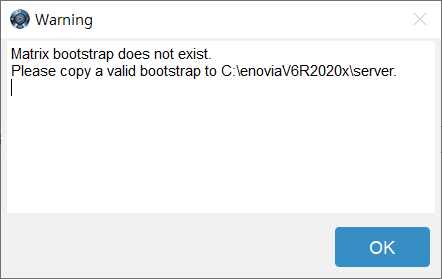 Warning
Matrix bootstrap does not exist.
Please copy a valid bootstrap to C:\enoviaV6R2020x\server.
OK